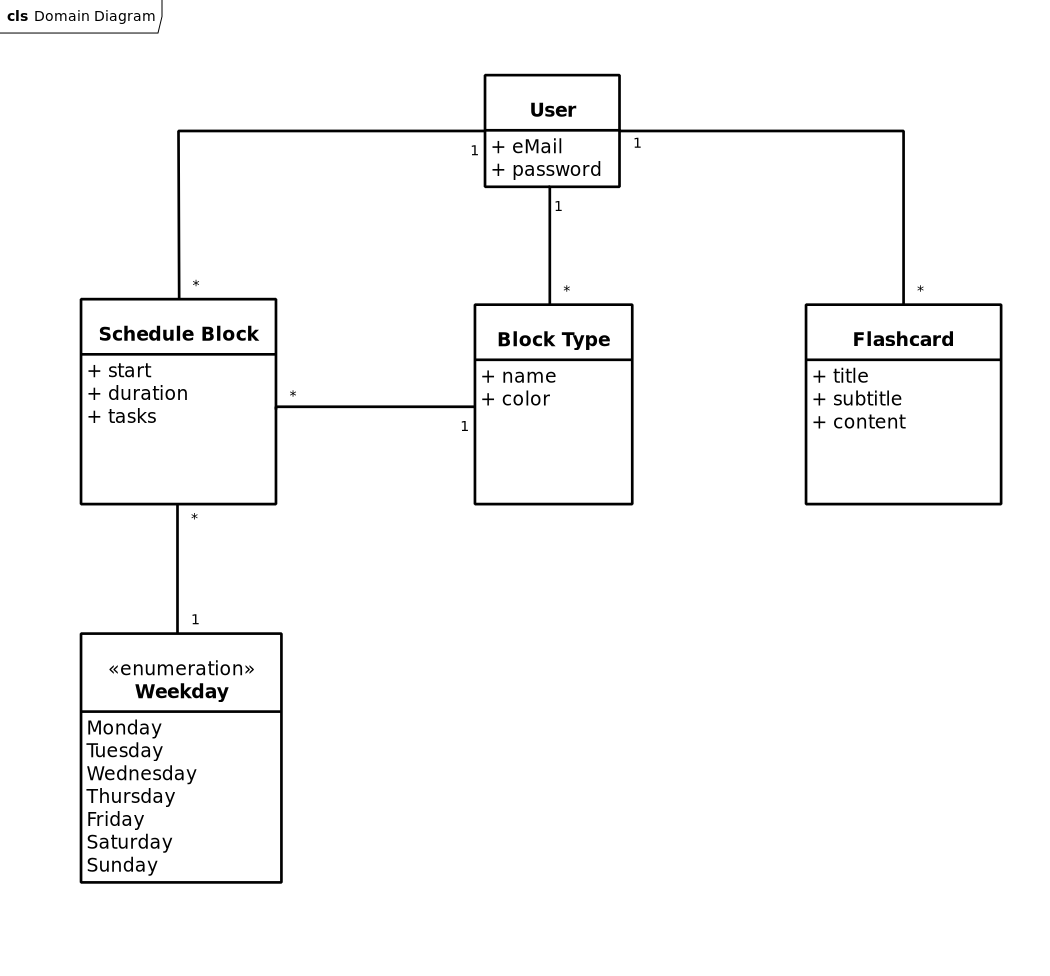 cls Domain Diagram
User
+ eMail
+ password
1
1
1
*
*
*
Schedule Block
+ start
+ duration
+ tasks
*
1
Block Type
+ name
+ color
Flashcard
+ title
+ subtitle
+ content
*
1
«enumeration»
Weekday
Monday
Tuesday
Wednesday
Thursday
Friday
Saturday
Sunday